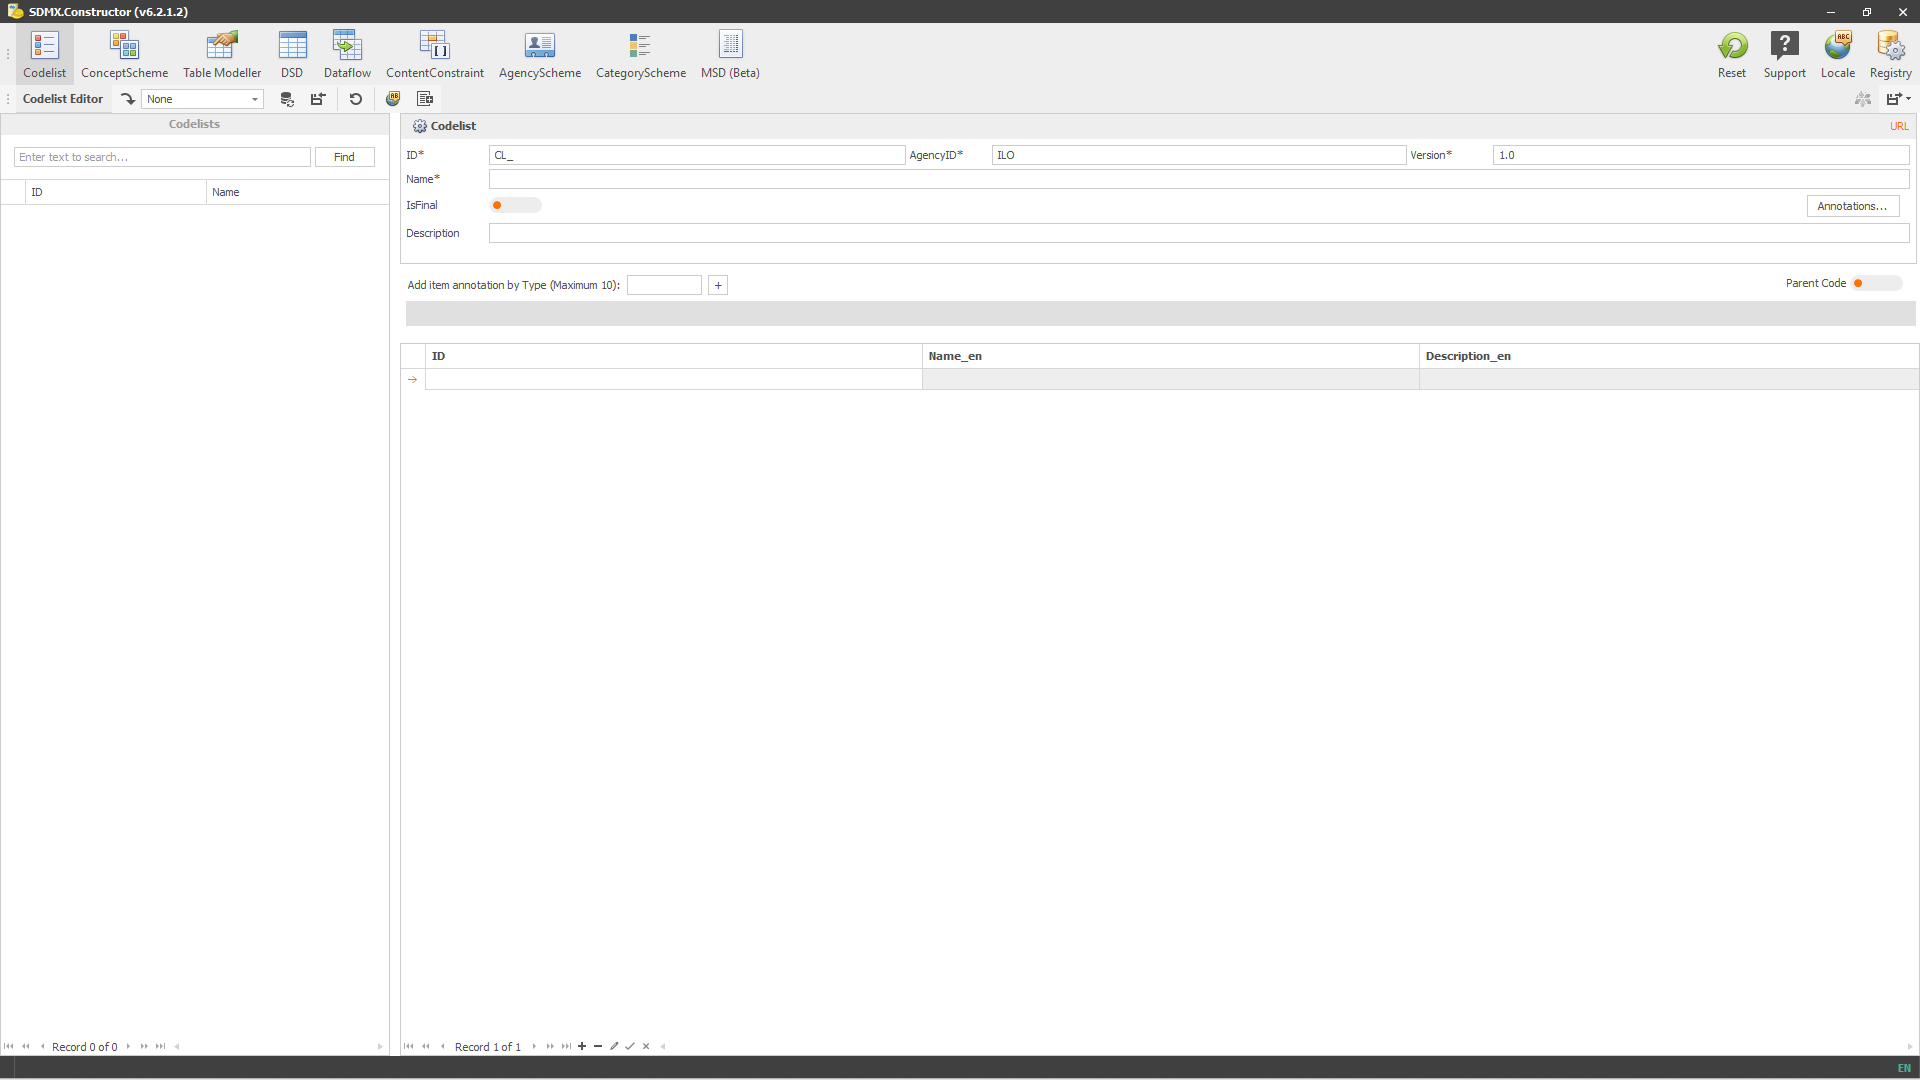 SDMX.Constructor (v6.2.1.2)
Codelist ConceptScheme Table Modeller DSD Dataflow ContentConstraint AgencyScheme CategoryScheme MSD (Beta) Reset Support Locale Registry
Codelist Editor None
Codelists
Enter text to search... Find
ID Name
Codelist URL
ID* CL_ AgencyID* ILO Version* 1.0
Name*
IsFinal Annotations...
Description
Add item annotation by Type (Maximum 10): + Parent Code
ID Name_en Description_en
Record 0 of 0
Record 1 of 1
EN